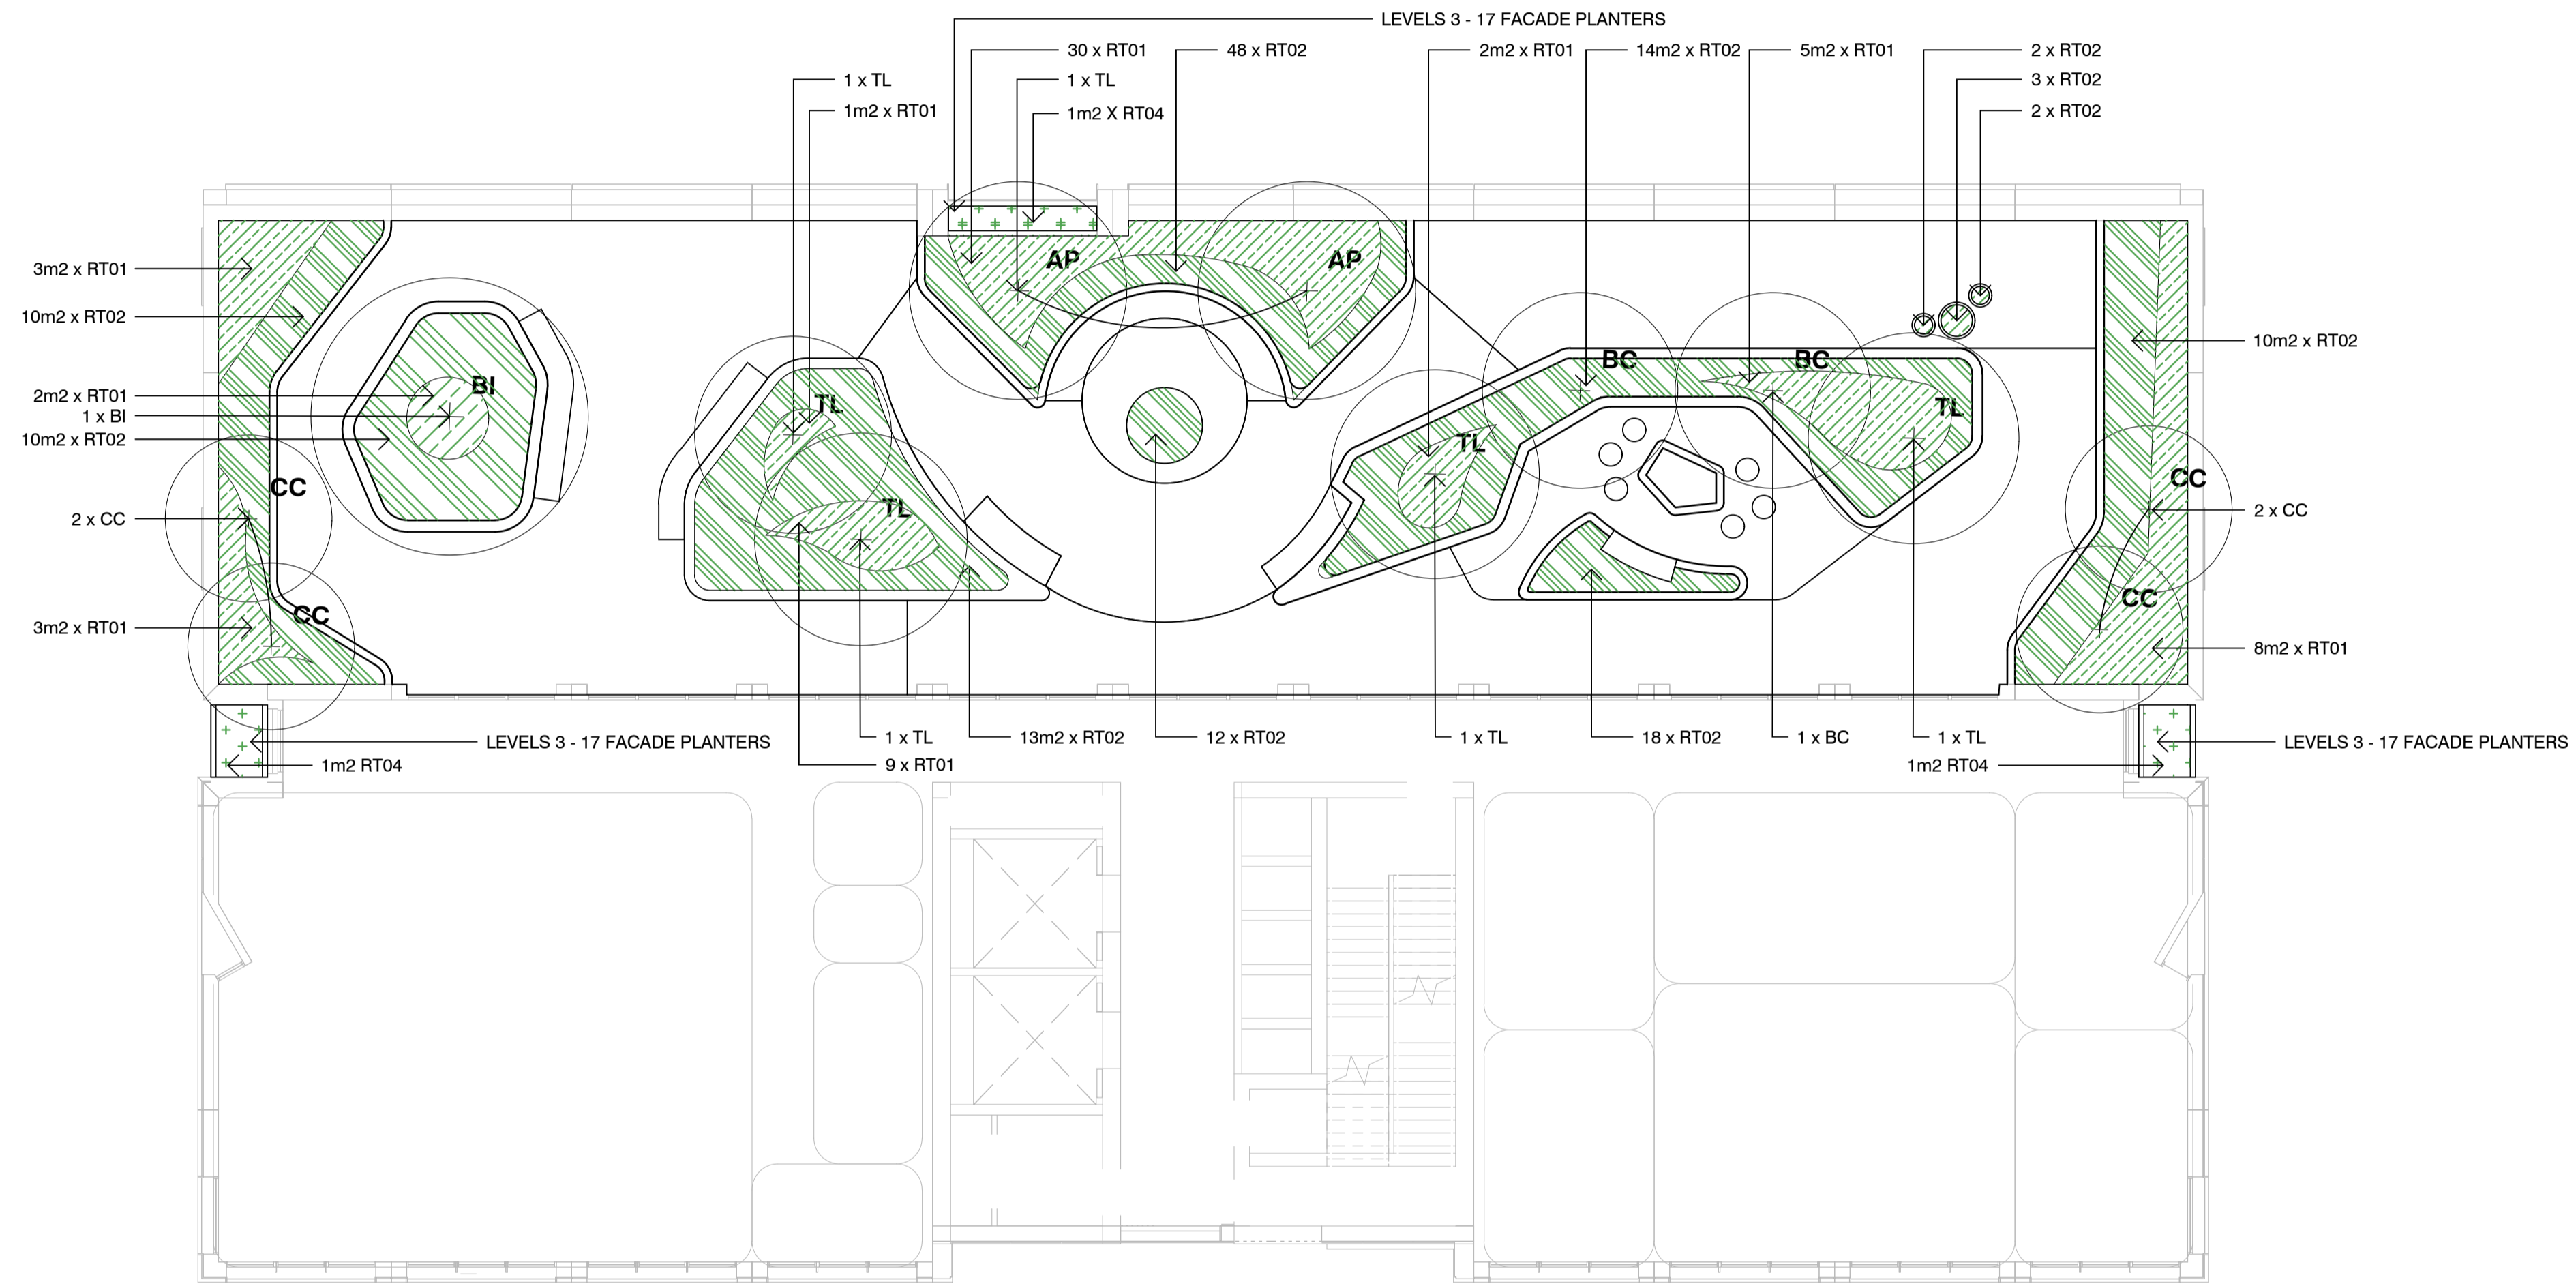 LEVELS 3 - 17 FACADE PLANTERS
30 x RT01
48 x RT02
2m2 x RT01
14m2 x RT02
5m2 x RT01
2 x RT02
1 x TL
1 x TL
3 x RT02
1m2 x RT01
1m2 X RT04
2 x RT02
AP
AP
3m2 x RT01
10m2 x RT02
10m2 x RT02
BC
BC
BI
2m2 x RT01
TL
TL
1 x BI
10m2 x RT02
TL
CC
CC
TL
2 x CC
2 x CC
CC
CC
3m2 x RT01
8m2 x RT01
LEVELS 3 - 17 FACADE PLANTERS
1 x TL
13m2 x RT02
12 x RT02
1 x TL
18 x RT02
1 x BC
1 x TL
LEVELS 3 - 17 FACADE PLANTERS
1m2 RT04
9 x RT01
1m2 RT04